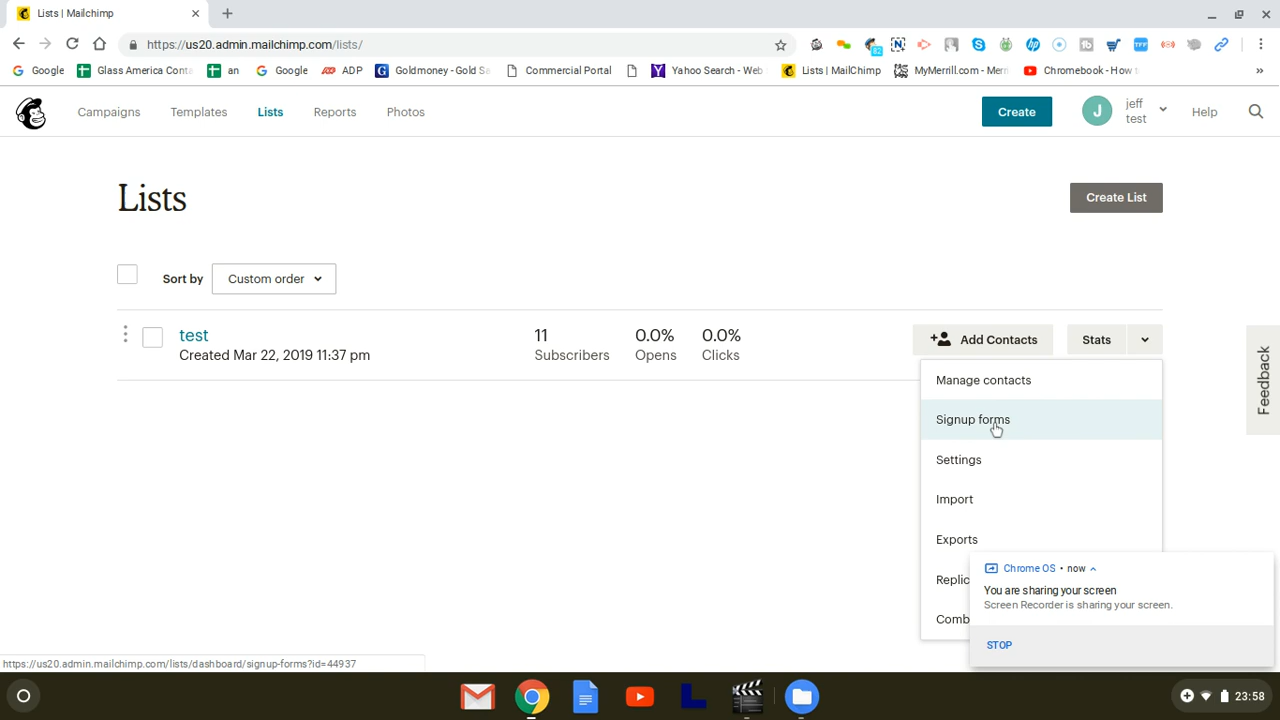 Lists | Mailchimp
https://us20.admin.mailchimp.com/lists/
82
Google
Glass America Conta
an
Google
ADP
Goldmoney - Gold Sa
Commercial Portal
Yahoo Search - Web
Lists | MailChimp
MyMerrill.com - Merr
Chromebook - How t
»
Campaigns
Templates
Lists
Reports
Photos
Create
J
jeff
test
Help
Lists
Create List
Sort by
Custom order
test
Created Mar 22, 2019 11:37 pm
11
Subscribers
0.0%
Opens
0.0%
Clicks
Add Contacts
Stats
Feedback
Manage contacts
Signup forms
Settings
Import
Exports
Replic
Comb
Chrome OS • now
You are sharing your screen
Screen Recorder is sharing your screen.
STOP
https://us20.admin.mailchimp.com/lists/dashboard/signup-forms?id=44937
23:58